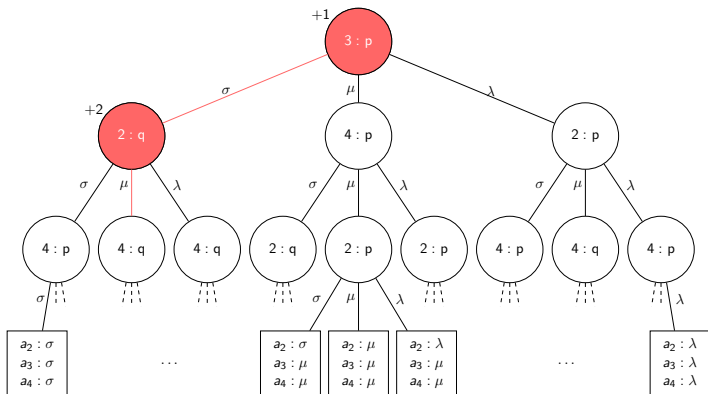 +1
3 : p
σ
μ
λ
+2
2 : q
4 : p
2 : p
σ
μ
λ
σ
μ
λ
σ
μ
λ
4 : p
4 : q
4 : q
2 : q
2 : p
2 : p
4 : p
4 : q
4 : p
σ
σ
μ
λ
λ
a₂ : σ
a₃ : σ
a₄ : σ
...
a₂ : σ
a₃ : μ
a₄ : μ
a₂ : μ
a₃ : μ
a₄ : μ
a₂ : λ
a₃ : μ
a₄ : μ
...
a₂ : λ
a₃ : λ
a₄ : λ